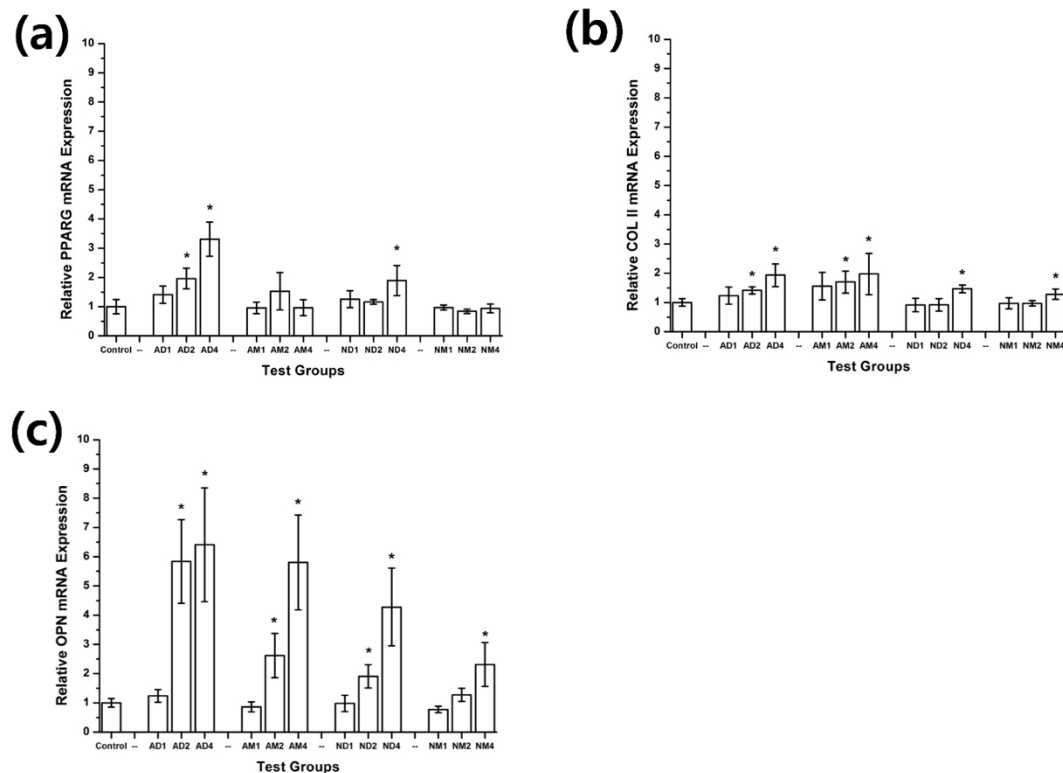 (a)
Relative PPARG mRNA Expression
10
9
8
7
6
5
4
3
2
1
0
* * *
Control -- AD1 AD2 AD4 -- AM1 AM2 AM4 -- ND1 ND2 ND4 -- NM1 NM2 NM4
Test Groups
(b)
Relative COL II mRNA Expression
10
9
8
7
6
5
4
3
2
1
0
* * * * * *
Control -- AD1 AD2 AD4 -- AM1 AM2 AM4 -- ND1 ND2 ND4 -- NM1 NM2 NM4
Test Groups
(c)
Relative OPN mRNA Expression
10
9
8
7
6
5
4
3
2
1
0
* * * * * * *
Control -- AD1 AD2 AD4 -- AM1 AM2 AM4 -- ND1 ND2 ND4 -- NM1 NM2 NM4
Test Groups